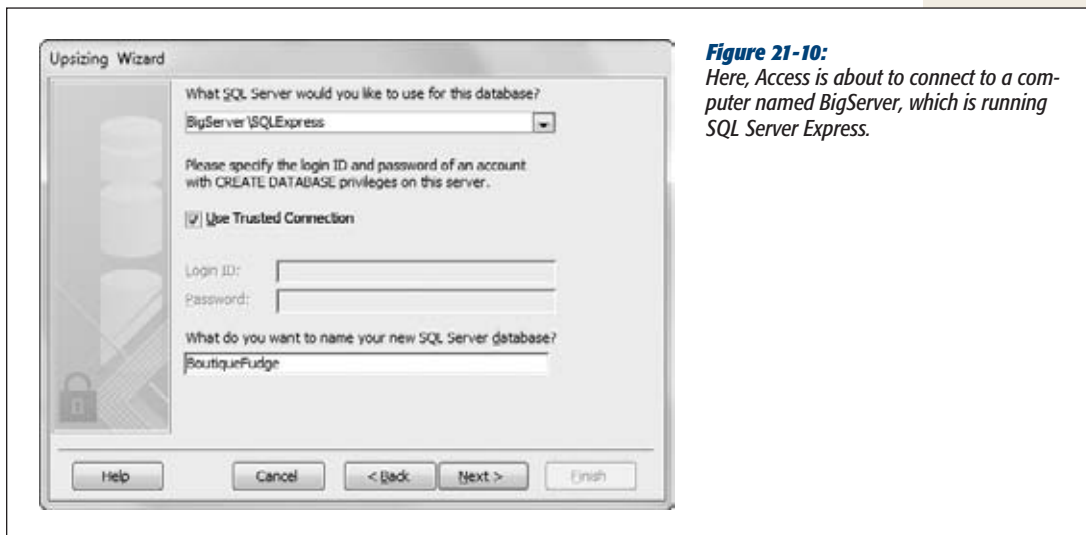 Upsizing Wizard
What SQL Server would you like to use for this database?
BigServer\SQLExpress
Please specify the login ID and password of an account
with CREATE DATABASE privileges on this server.
Use Trusted Connection
Login ID:
Password:
What do you want to name your new SQL Server database?
BoutiqueFudge
Help
Cancel
< Back
Next >
Finish
Figure 21-10:
Here, Access is about to connect to a com-
puter named BigServer, which is running
SQL Server Express.